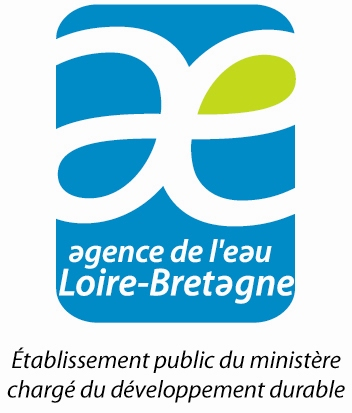 æ
agence de l'eau
Loire-Bretagne
Établissement public du ministère
chargé du développement durable